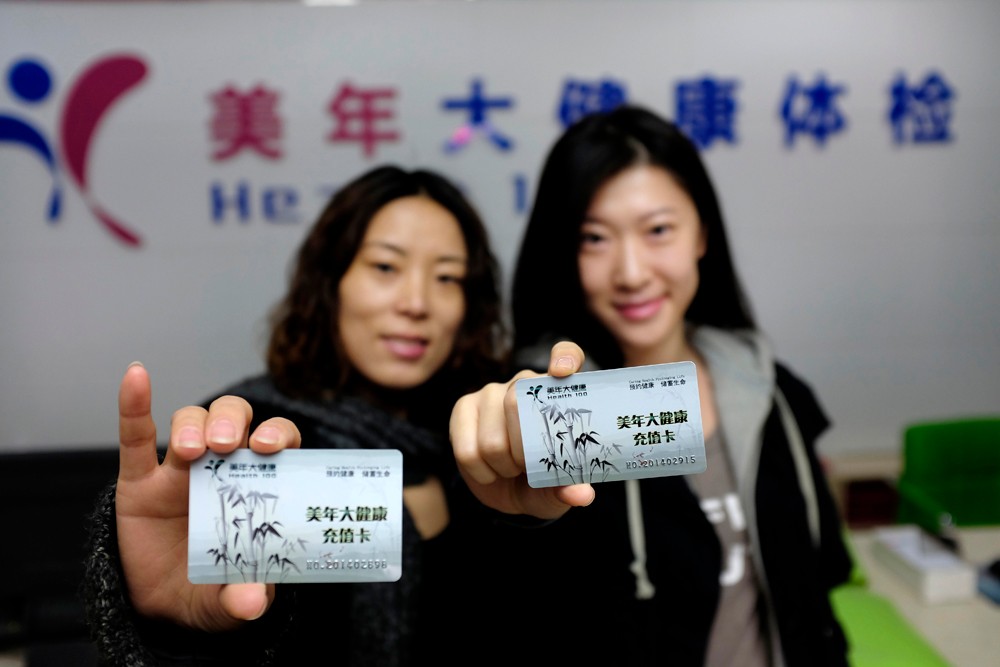 美年大健康体检
美年大健康
Health 100
预约健康 储蓄生命
美年大健康
充值卡
NO.201402898
美年大健康
Health 100
预约健康 储蓄生命
美年大健康
充值卡
NO.201402915